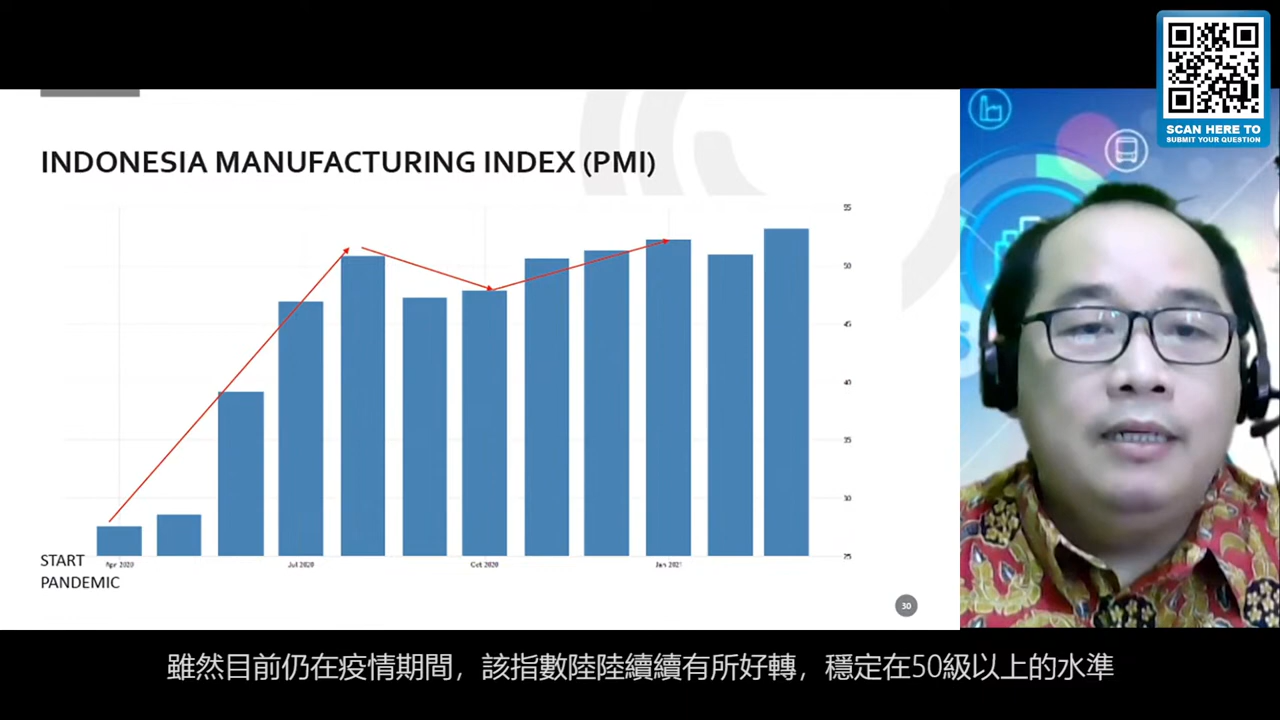 SCAN HERE TO
SUBMIT YOUR QUESTION
INDONESIA MANUFACTURING INDEX (PMI)
55
50
45
40
35
30
25
START
PANDEMIC
Apr 2020
Jul 2020
Oct 2020
Jan 2021
30
雖然目前仍在疫情期間，該指數陸陸續續有所好轉，穩定在50級以上的水準